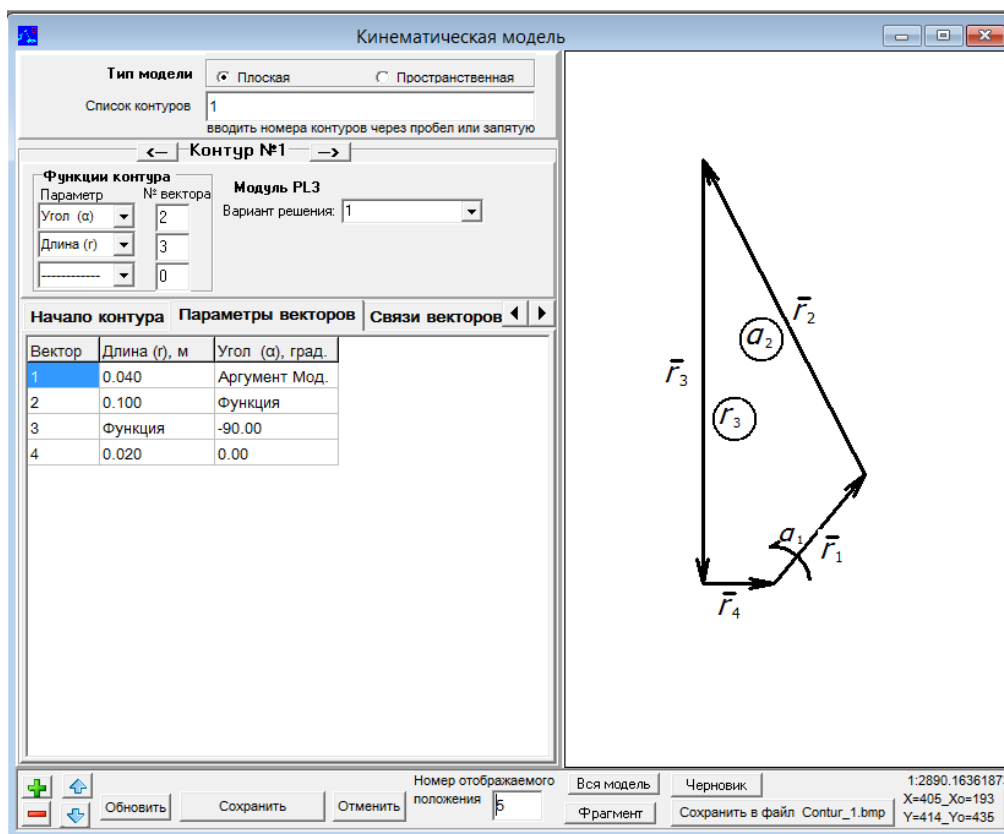 Кинематическая модель
Тип модели
Плоская
Пространственная
Список контуров
1
вводить номера контуров через пробел или запятую
<-- Контур №1 -->
Функции контура
Параметр № вектора
Угол (α) 2
Длина (r) 3
------------ 0
Модуль PL3
Вариант решения: 1
Начало контура Параметры векторов Связи векторов
Вектор Длина (r), м Угол (α), град.
1 0.040 Аргумент Мод.
2 0.100 Функция
3 Функция -90.00
4 0.020 0.00
r̅₂
a₂
r̅₃
r₃
a₁
r̅₁
r̅₄
Обновить
Сохранить
Отменить
Номер отображаемого
положения 5
Вся модель
Черновик
Фрагмент
Сохранить в файл Contur_1.bmp
1:2890.1636187
X=405_Xo=193
Y=414_Yo=435